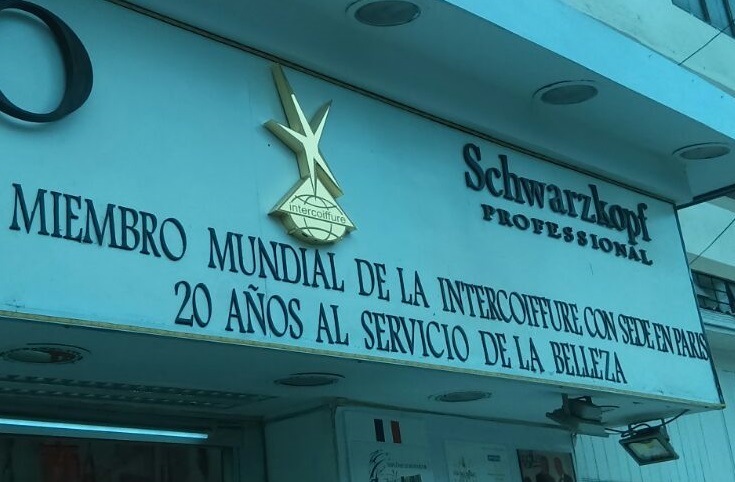 O
intercoiffure
Schwarzkopf
PROFESSIONAL
MIEMBRO MUNDIAL DE LA INTERCOIFFURE CON SEDE EN PARIS
20 AÑOS AL SERVICIO DE LA BELLEZA